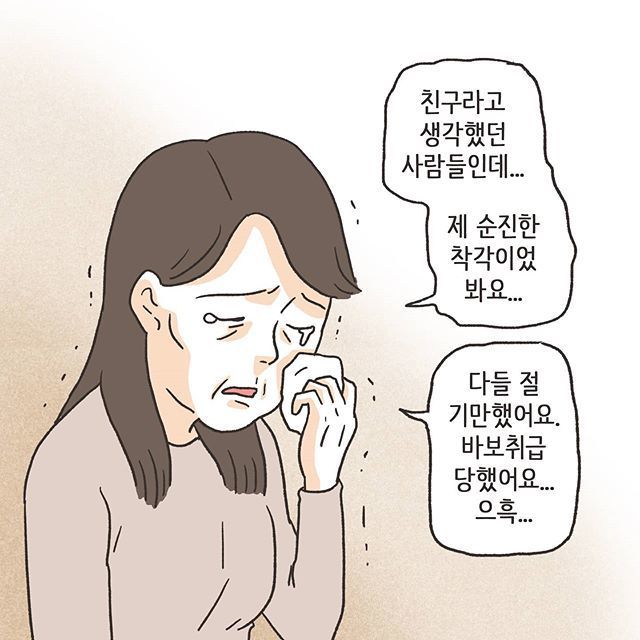 친구라고
생각했던
사람들인데...
제 순진한
착각이었
봐요...
다들 절
기만했어요.
바보취급
당했어요...
으흑...